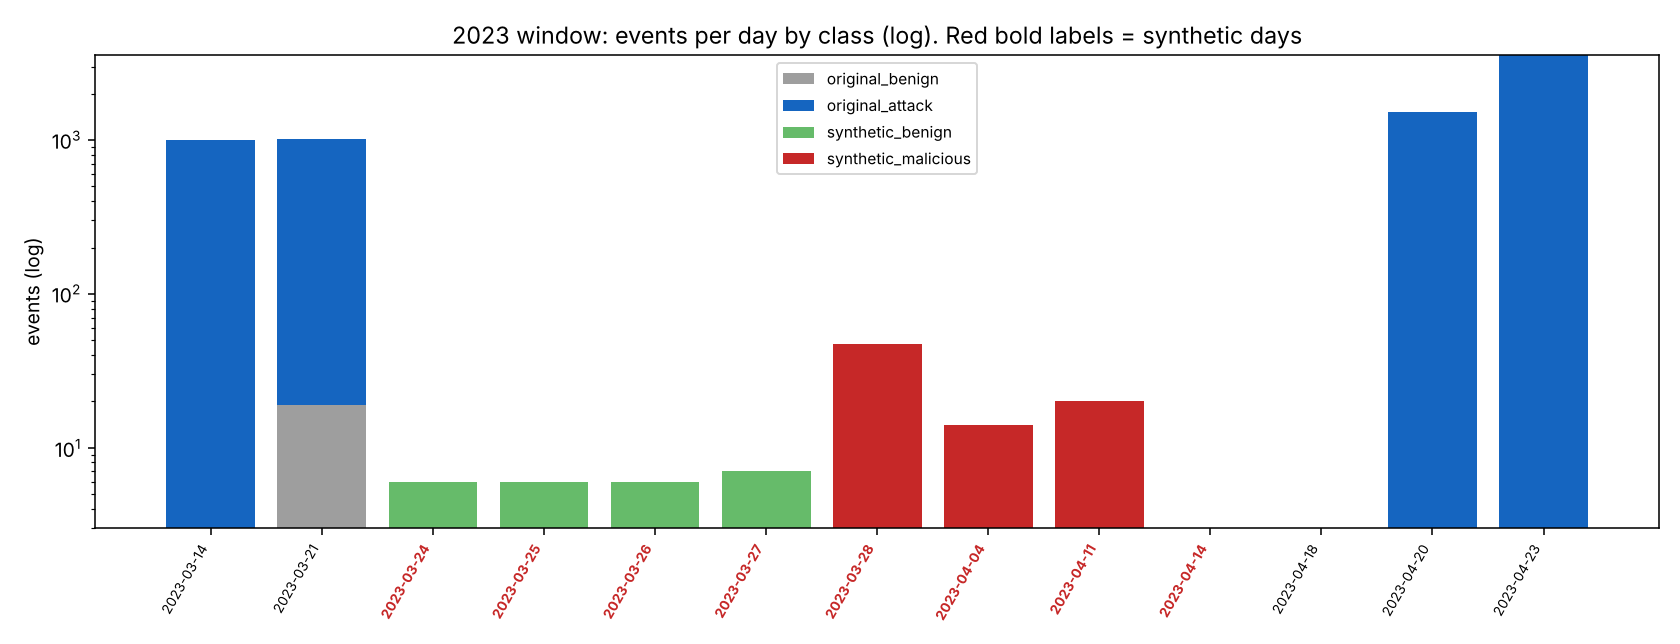 2023 window: events per day by class (log). Red bold labels = synthetic days
original_benign
original_attack
synthetic_benign
synthetic_malicious
events (log)
10³
10²
10¹
2023-03-14
2023-03-21
2023-03-24
2023-03-25
2023-03-26
2023-03-27
2023-03-28
2023-04-04
2023-04-11
2023-04-14
2023-04-18
2023-04-20
2023-04-23